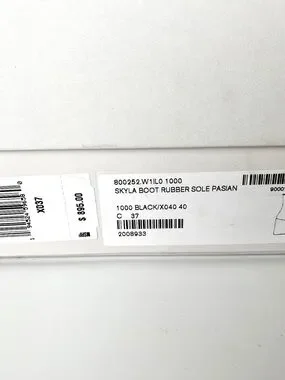 X037
$ 895.00
800252,W1IL0 1000
SKYLA BOOT RUBBER SOLE PASIAN
1000 BLACK/X040 40
C 37
2008933